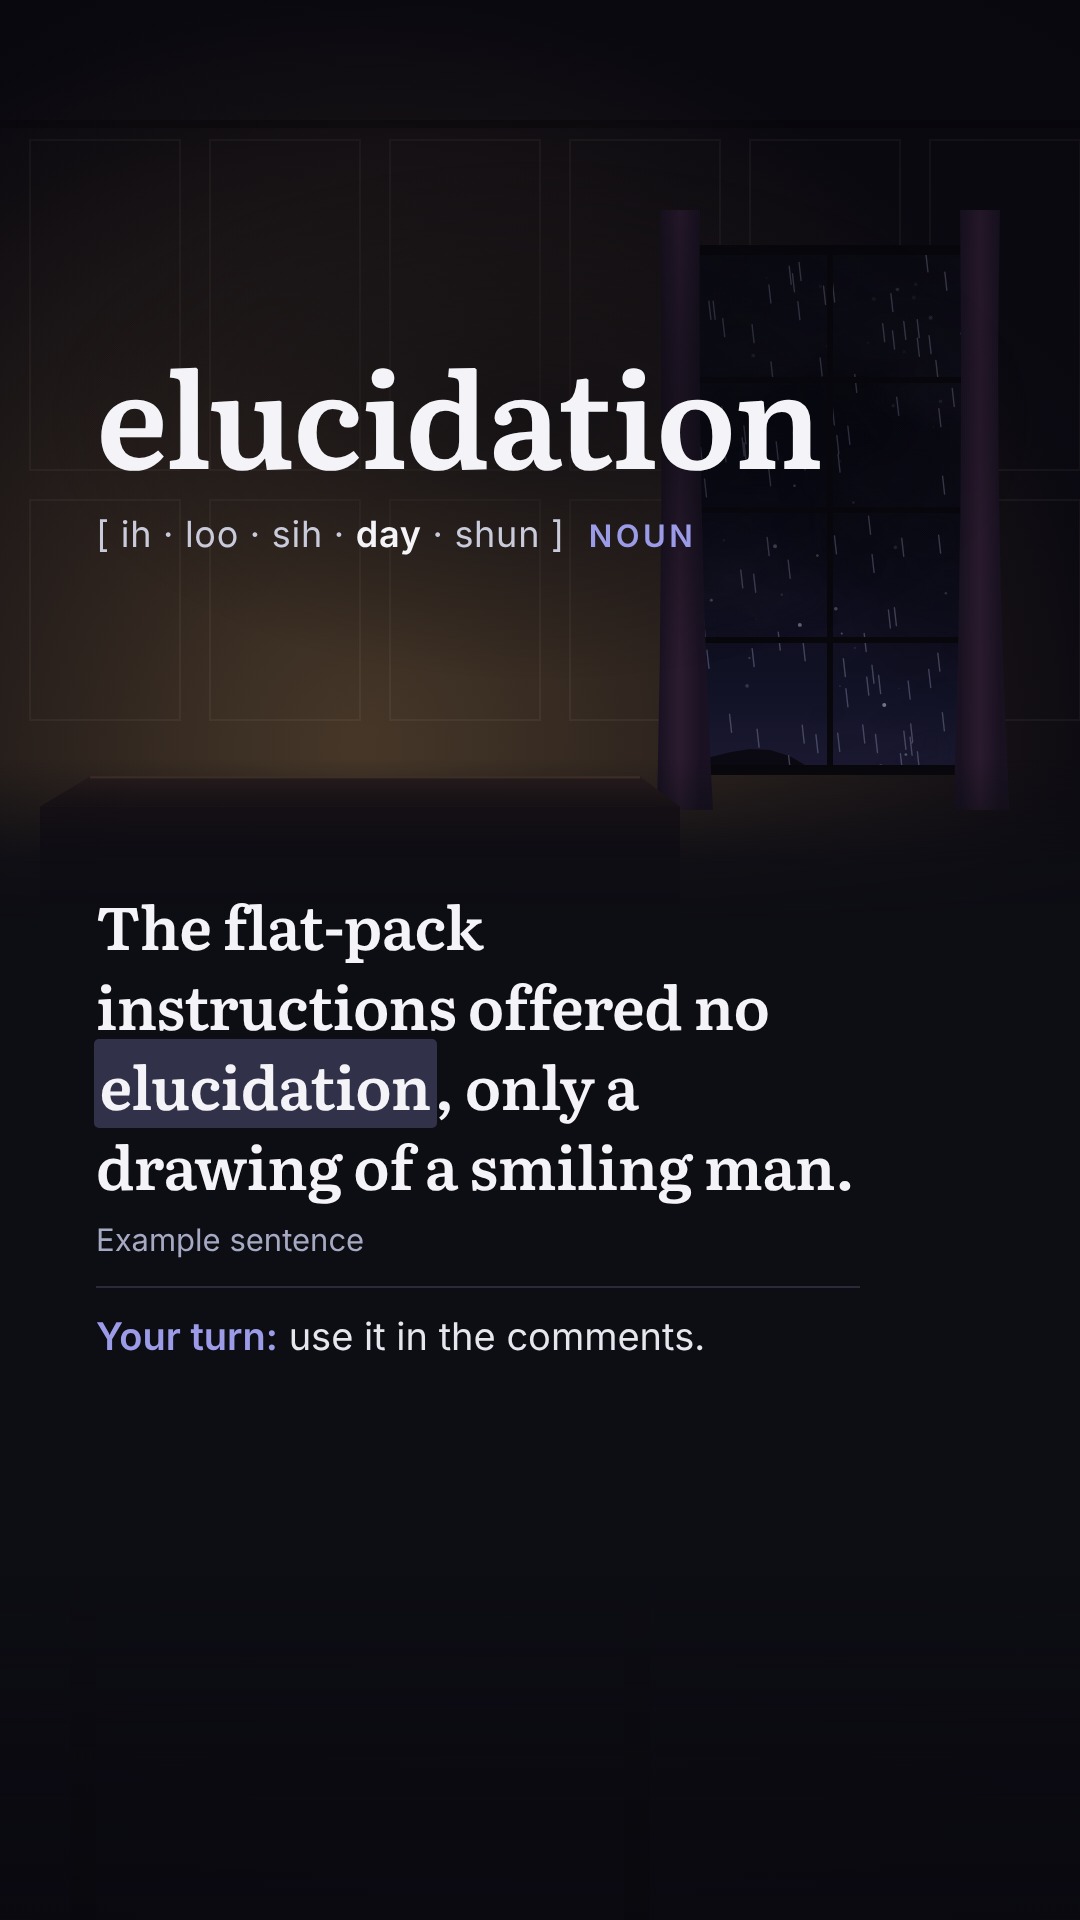 elucidation
[ ih · loo · sih · day · shun ] NOUN
The flat-pack
instructions offered no
elucidation, only a
drawing of a smiling man.
Example sentence
Your turn: use it in the comments.